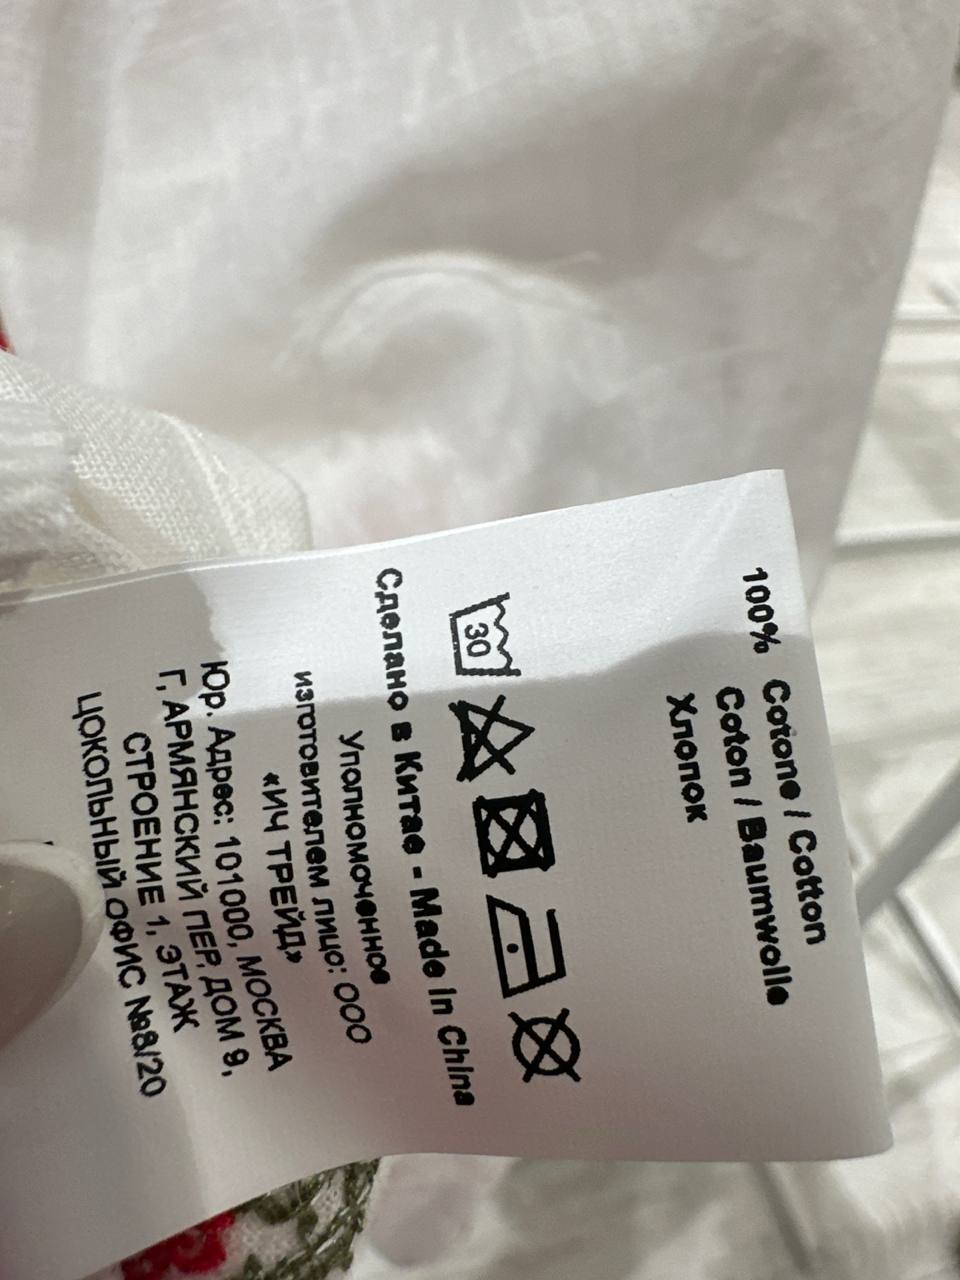 100% Cotone / Cotton
Coton / Baumwolle
Хлопок
30
Сделано в Китае - Made In China
Уполномоченное
изготовителем лицо: ООО
«ИЧ ТРЕЙД»
Юр. Адрес: 101000, МОСКВА
Г, АРМЯНСКИЙ ПЕР, ДОМ 9,
СТРОЕНИЕ 1, ЭТАЖ
ЦОКОЛЬНЫЙ ОФИС №8/20